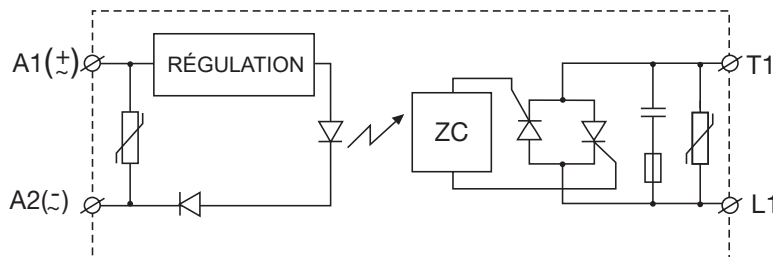 A1(+~)
RÉGULATION
ZC
T1
A2(-~)
L1